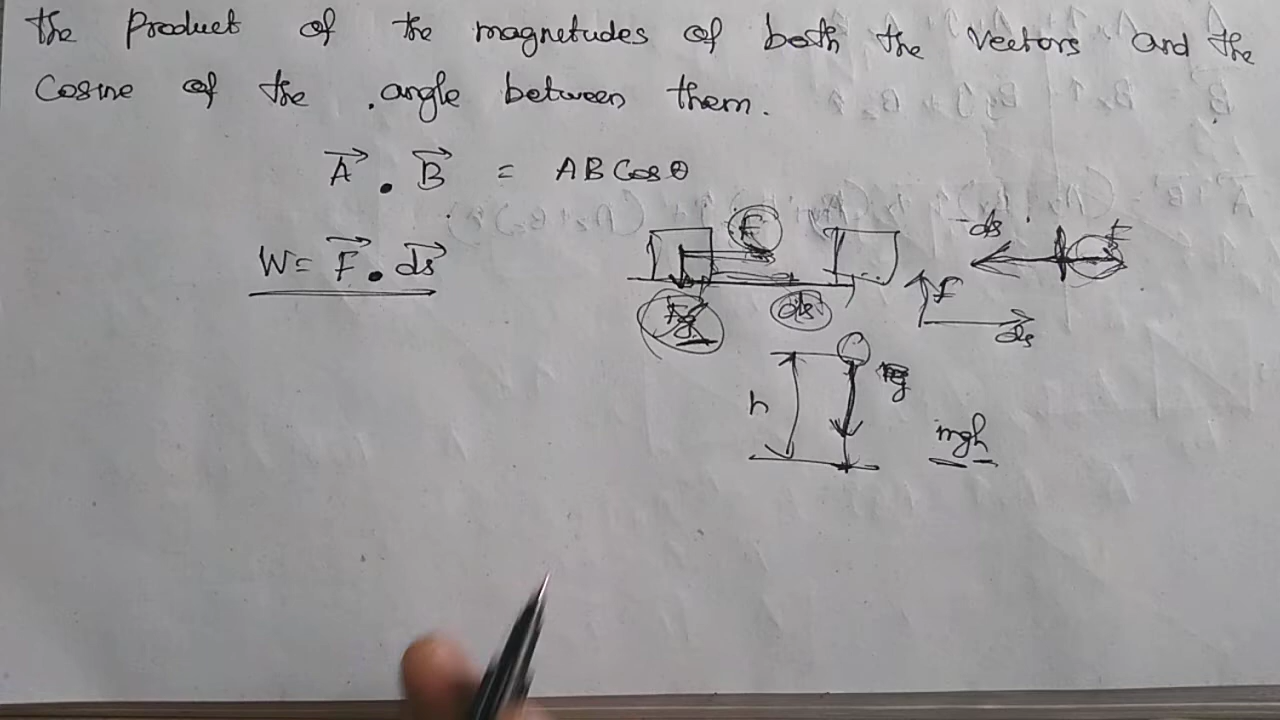 the product of the magnetudes of both the vectors and the
Cosine of the angle between them.
A . B = AB Cos θ
W = F . ds
F
-ds
F
Fg
ds
F
ds
h
mgh